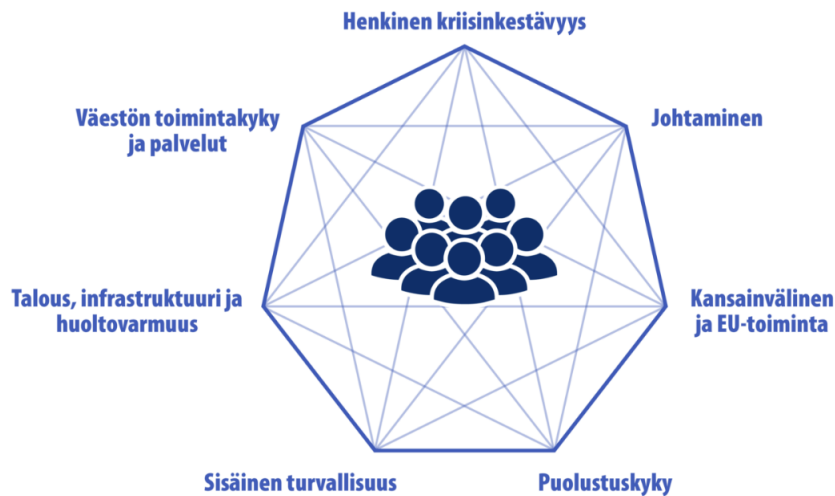 Henkinen kriisinkestävyys
Väestön toimintakyky
ja palvelut
Johtaminen
Talous, infrastruktuuri ja
huoltovarmuus
Kansainvälinen
ja EU-toiminta
Sisäinen turvallisuus
Puolustuskyky